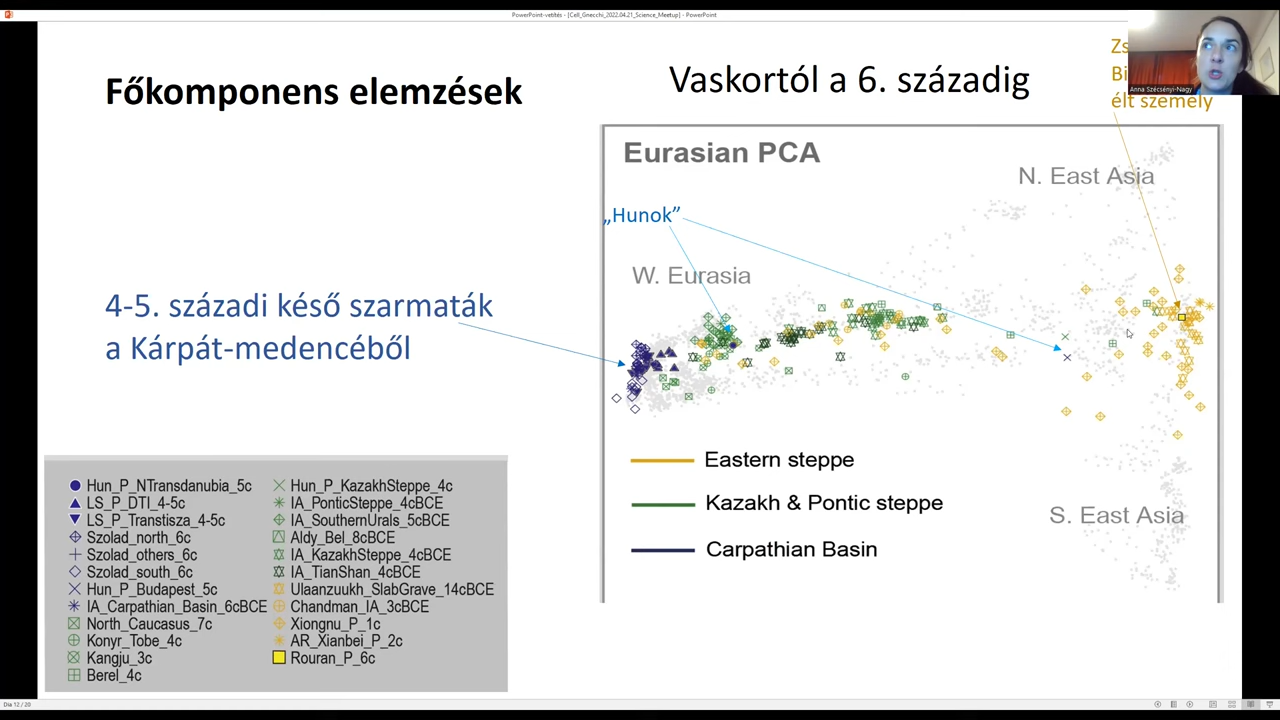 PowerPoint-vetítés - [Cell_Gnecchi_2022.04.21_Science_Meetup] - PowerPoint
Főkomponens elemzések
Vaskortól a 6. századig
Zs
Bi
élt személy
Anna Szécsényi-Nagy
Eurasian PCA
N. East Asia
„Hunok”
W. Eurasia
4-5. századi késő szarmaták
a Kárpát-medencéből
Eastern steppe
Kazakh & Pontic steppe
Carpathian Basin
S. East Asia
Hun_P_NTransdanubia_5c
LS_P_DTI_4-5c
LS_P_Transtisza_4-5c
Szolad_north_6c
Szolad_others_6c
Szolad_south_6c
Hun_P_Budapest_5c
IA_Carpathian_Basin_6cBCE
North_Caucasus_7c
Konyr_Tobe_4c
Kangju_3c
Berel_4c
Hun_P_KazakhSteppe_4c
IA_PonticSteppe_4cBCE
IA_SouthernUrals_5cBCE
Aldy_Bel_8cBCE
IA_KazakhSteppe_4cBCE
IA_TianShan_4cBCE
Ulaanzuukh_SlabGrave_14cBCE
Chandman_IA_3cBCE
Xiongnu_P_1c
AR_Xianbei_P_2c
Rouran_P_6c
Dia 12 / 20